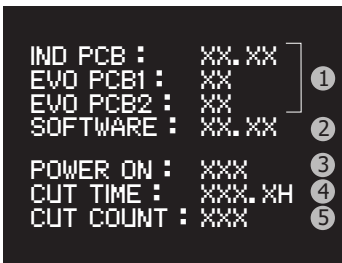 IND PCB : XX.XX
EVO PCB1 : XX
EVO PCB2 : XX
1
SOFTWARE : XX.XX 2
POWER ON : XXX 3
CUT TIME : XXX.XH 4
CUT COUNT : XXX 5